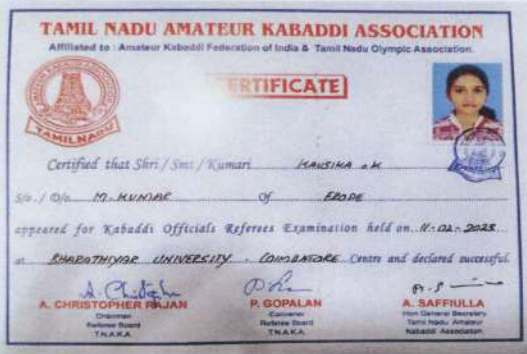 TAMIL NADU AMATEUR KABADDI ASSOCIATION
Affiliated to : Amateur Kabaddi Federation of India & Tamil Nadu Olympic Association.
CERTIFICATE
TAMILNADU
Certified that Shri / Smt / Kumari KAUSIKA .K
S/o. / D/o. M. KUMAR Of ERODE
appeared for Kabaddi Officials Referees Examination held on 11-02-2023
at BHARATHIYAR UNIVERSITY - COIMBATORE Centre and declared successful.
A. CHRISTOPHER RAJAN P. GOPALAN A. SAFFIULLA
Chairman Convener Hon General Secretary
Referee Board Referee Board Tamil Nadu Amateur
T.N.A.K.A. T.N.A.K.A. Kabaddi Association